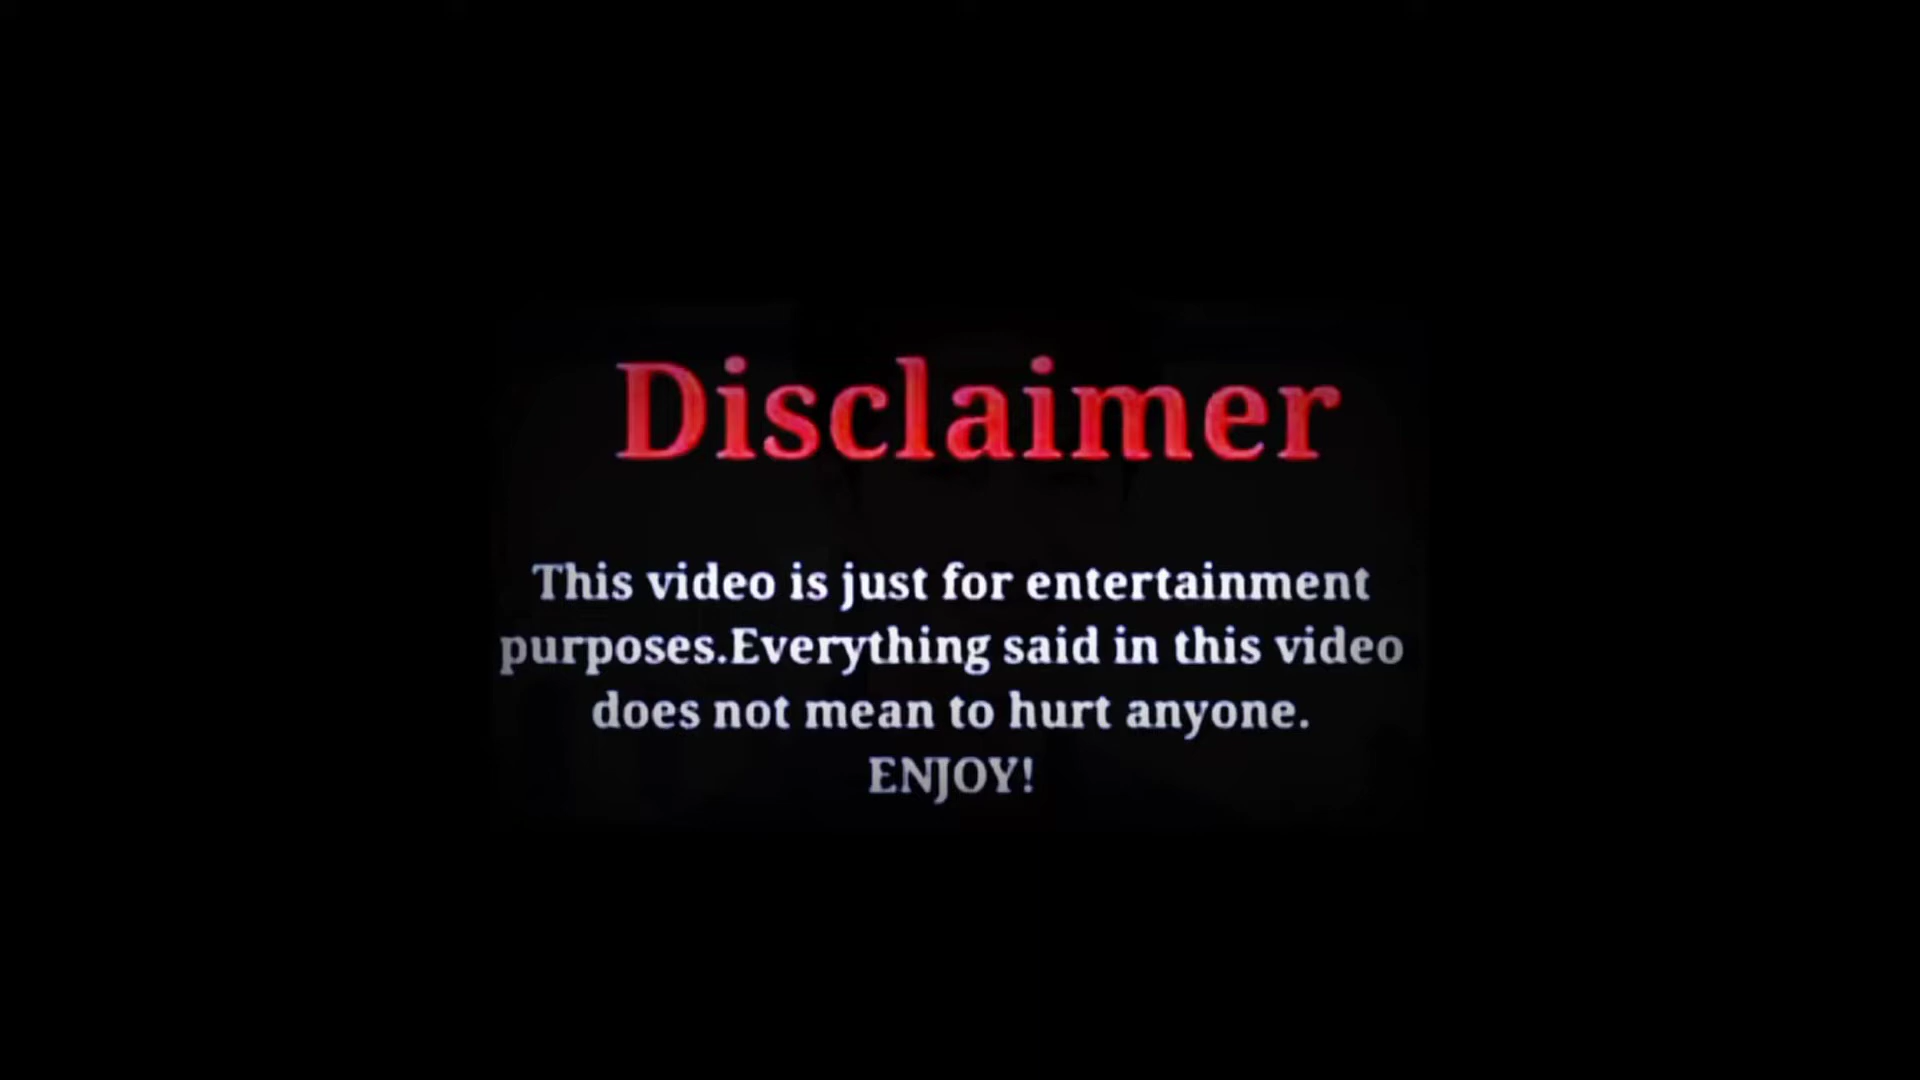 Disclaimer
This video is just for entertainment
purposes.Everything said in this video
does not mean to hurt anyone.
ENJOY!